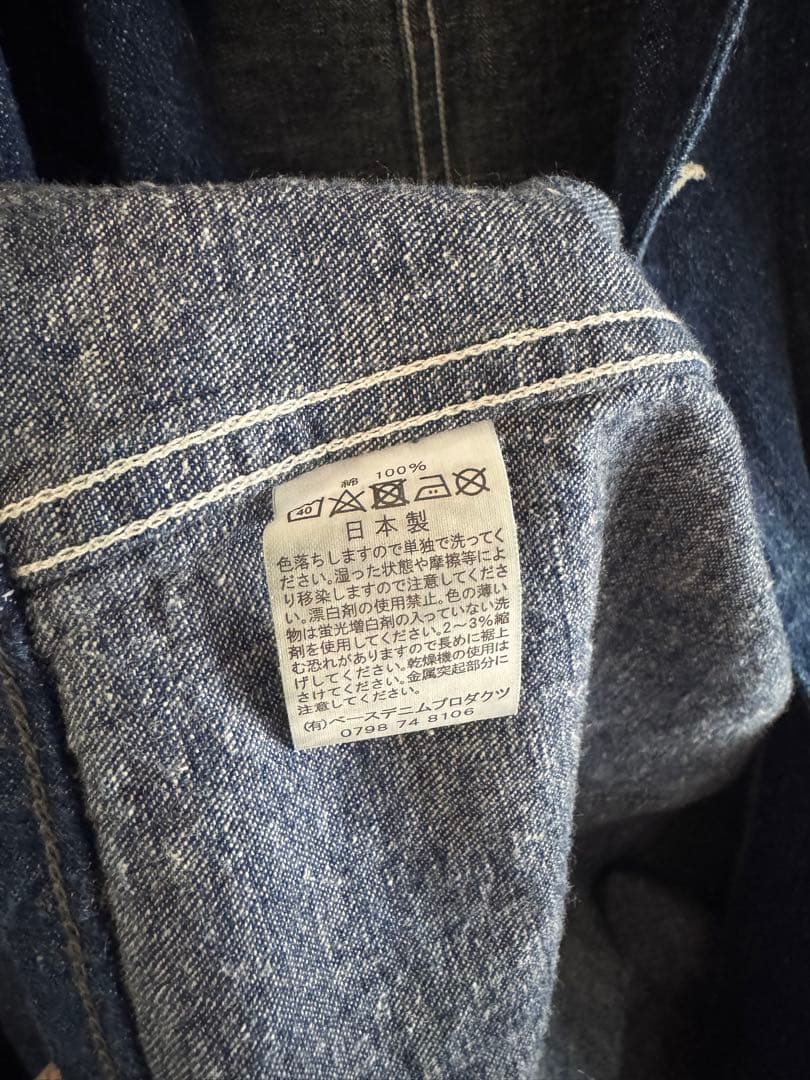 綿 100%
40
日本製
色落ちしますので単独で洗ってく
ださい。湿った状態や摩擦等によ
り移染しますので注意してくださ
い。漂白剤の使用禁止。色の薄い
物は蛍光増白剤の入っていない洗
剤を使用してください。2〜3%縮
む恐れがありますので長めに裾上
げしてください。乾燥機の使用は
さけてください。金属突起部分に
注意してください。
(有)ベースデニムプロダクツ
0798 74 8106